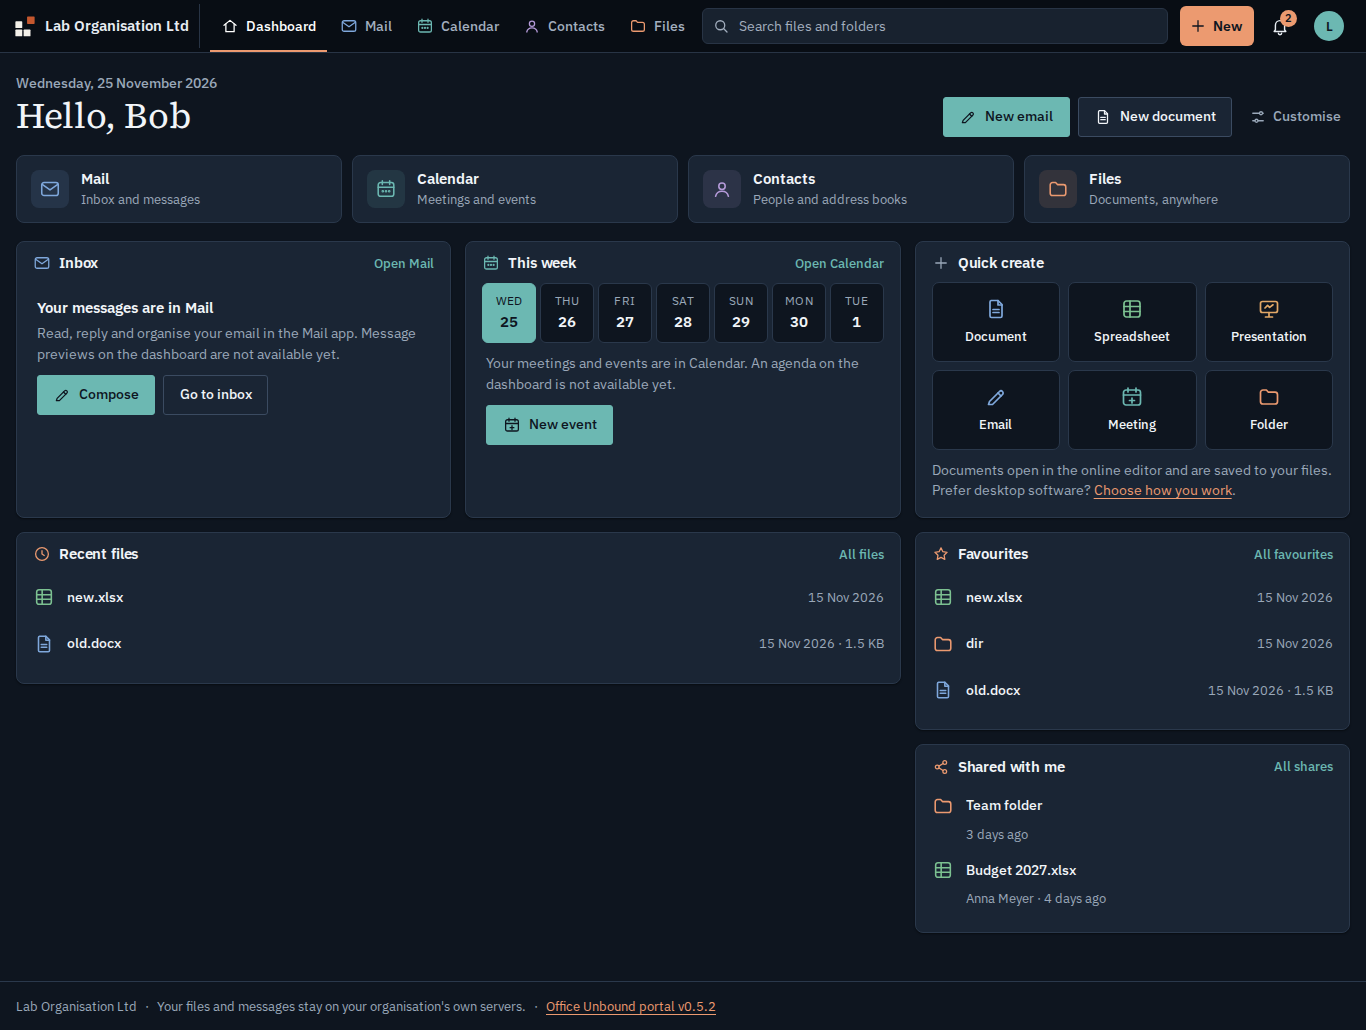 Lab Organisation Ltd
Dashboard
Mail
Calendar
Contacts
Files
Search files and folders
New
2
L
Wednesday, 25 November 2026
Hello, Bob
New email
New document
Customise
Mail
Inbox and messages
Calendar
Meetings and events
Contacts
People and address books
Files
Documents, anywhere
Inbox
Open Mail
Your messages are in Mail
Read, reply and organise your email in the Mail app. Message
previews on the dashboard are not available yet.
Compose
Go to inbox
This week
Open Calendar
WED
25
THU
26
FRI
27
SAT
28
SUN
29
MON
30
TUE
1
Your meetings and events are in Calendar. An agenda on the
dashboard is not available yet.
New event
Quick create
Document
Spreadsheet
Presentation
Email
Meeting
Folder
Documents open in the online editor and are saved to your files.
Prefer desktop software? Choose how you work.
Recent files
All files
new.xlsx
15 Nov 2026
old.docx
15 Nov 2026 · 1.5 KB
Favourites
All favourites
new.xlsx
15 Nov 2026
dir
15 Nov 2026
old.docx
15 Nov 2026 · 1.5 KB
Shared with me
All shares
Team folder
3 days ago
Budget 2027.xlsx
Anna Meyer · 4 days ago
Lab Organisation Ltd · Your files and messages stay on your organisation's own servers. · Office Unbound portal v0.5.2